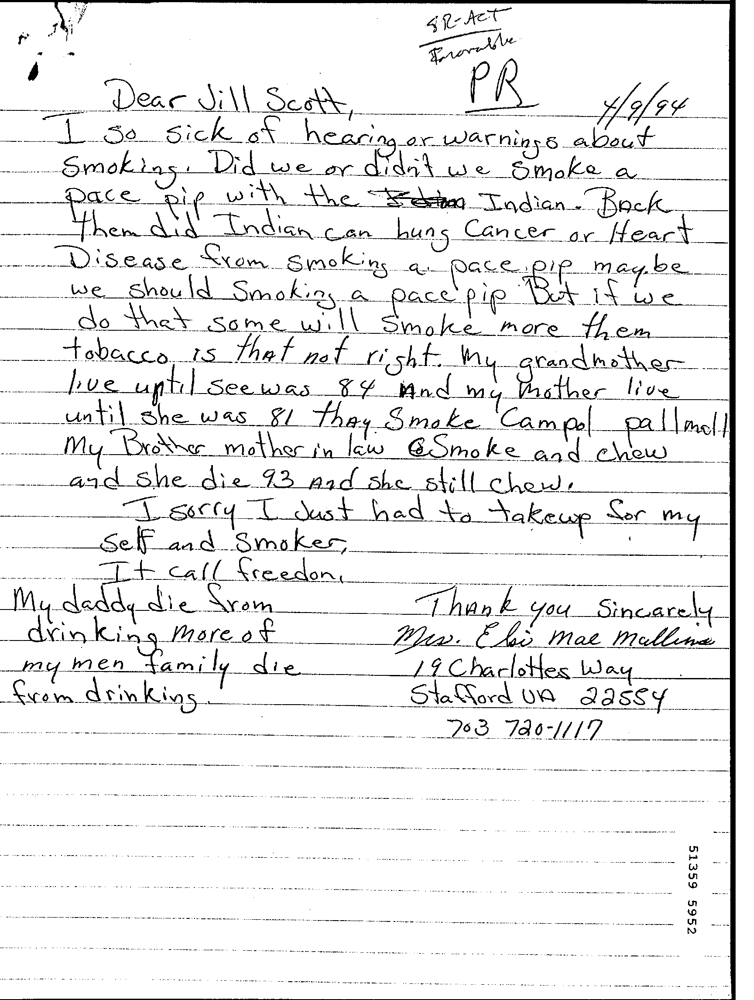 SR-ACT
Favorable
PR
Dear Jill Scott,
4/9/94
I so sick of hearing or warnings about
Smoking. Did we or didn't we smoke a
pace pip with the Indian. Back
them did Indian can bung Cancer or Heart
Disease from smoking a pace pip maybe
we should Smoking a pace pip But if we
do that some will Smoke more them
tobacco is that not right. My grandmother
live uptil see was 84 and my mother live
until she was 81 thay Smoke Campol pallmall
My Brother mother in law Smoke and chew
and she die 93 And she still chew.
I sorry I Just had to takeup for my
self and Smoker,
It call freedon,
My daddy die from
drinking more of
my men family die
from drinking.
Thank you Sincarely
Mrs. Mae
19 Charlottes Way
Stafford VA 22554
703 720-1117
51359 5952